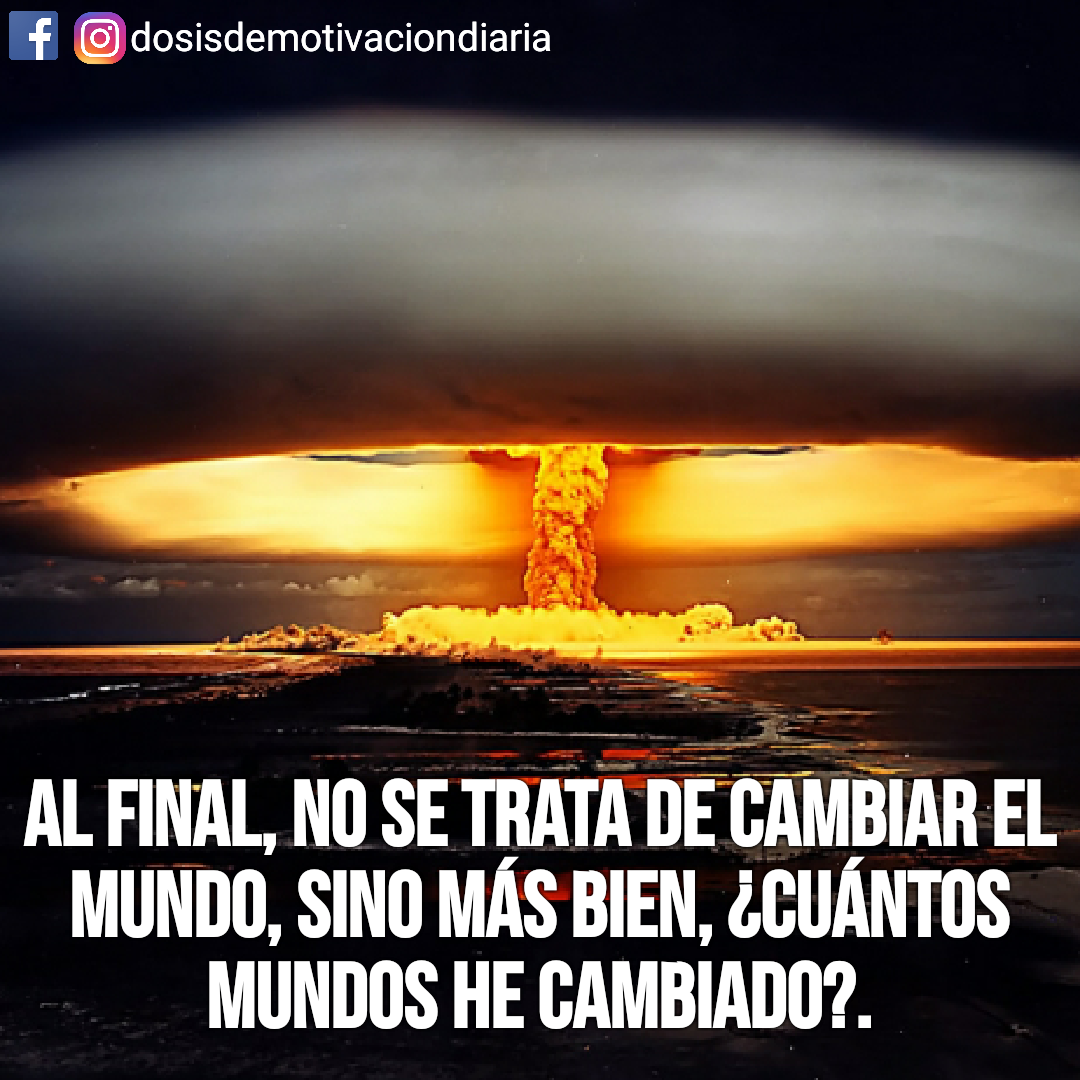 dosisdemotivaciondiaria
AL FINAL, NO SE TRATA DE CAMBIAR EL
MUNDO, SINO MÁS BIEN, ¿CUÁNTOS
MUNDOS HE CAMBIADO?.